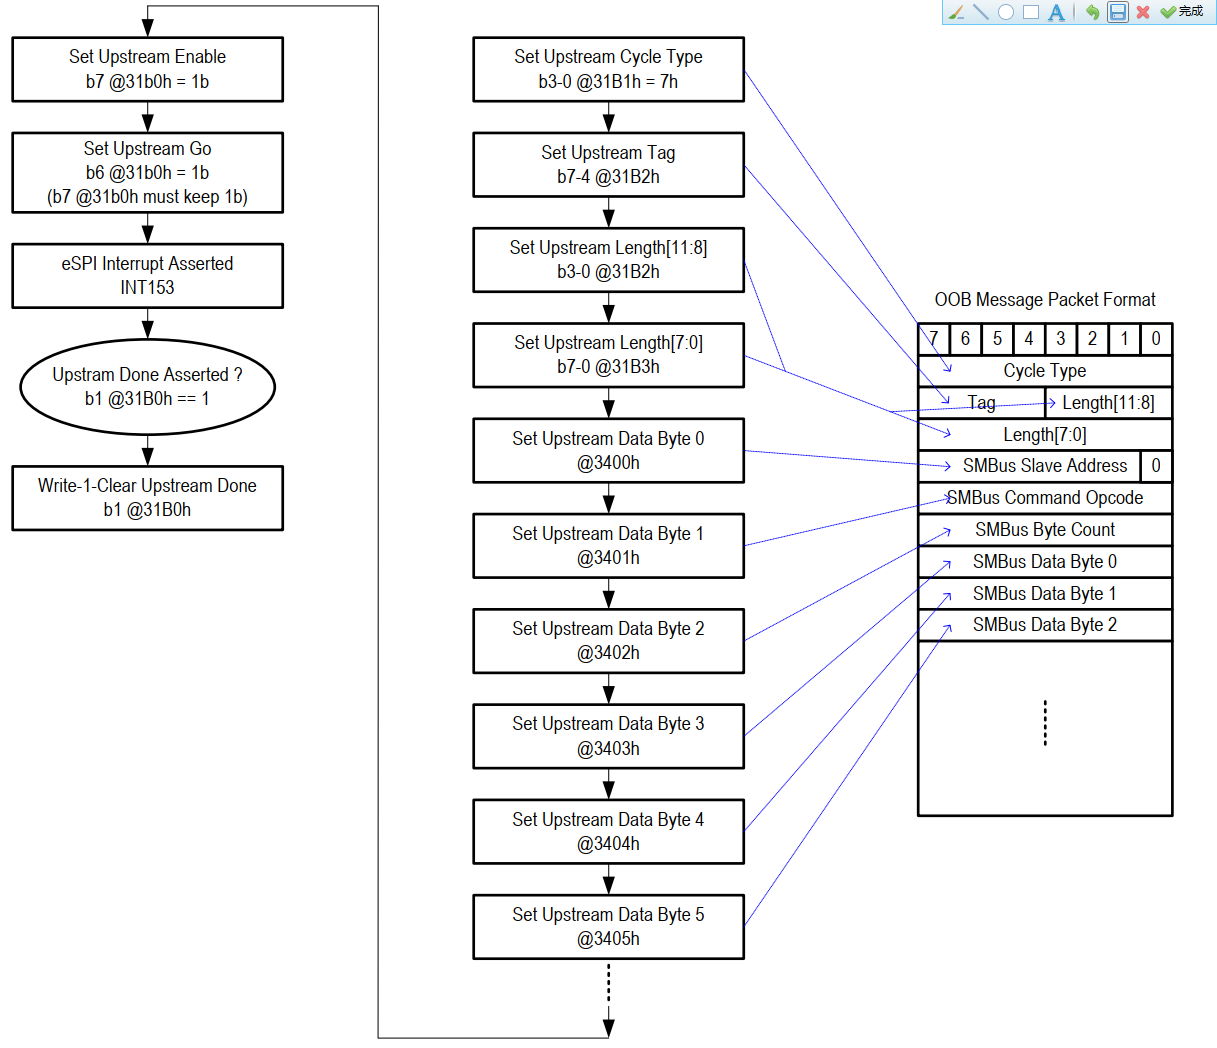 完成
Set Upstream Enable
b7 @31b0h = 1b
Set Upstream Go
b6 @31b0h = 1b
(b7 @31b0h must keep 1b)
eSPI Interrupt Asserted
INT153
Upstram Done Asserted ?
b1 @31B0h == 1
Write-1-Clear Upstream Done
b1 @31B0h
Set Upstream Cycle Type
b3-0 @31B1h = 7h
Set Upstream Tag
b7-4 @31B2h
Set Upstream Length[11:8]
b3-0 @31B2h
Set Upstream Length[7:0]
b7-0 @31B3h
Set Upstream Data Byte 0
@3400h
Set Upstream Data Byte 1
@3401h
Set Upstream Data Byte 2
@3402h
Set Upstream Data Byte 3
@3403h
Set Upstream Data Byte 4
@3404h
Set Upstream Data Byte 5
@3405h
OOB Message Packet Format
7 6 5 4 3 2 1 0
Cycle Type
Tag Length[11:8]
Length[7:0]
SMBus Slave Address 0
SMBus Command Opcode
SMBus Byte Count
SMBus Data Byte 0
SMBus Data Byte 1
SMBus Data Byte 2